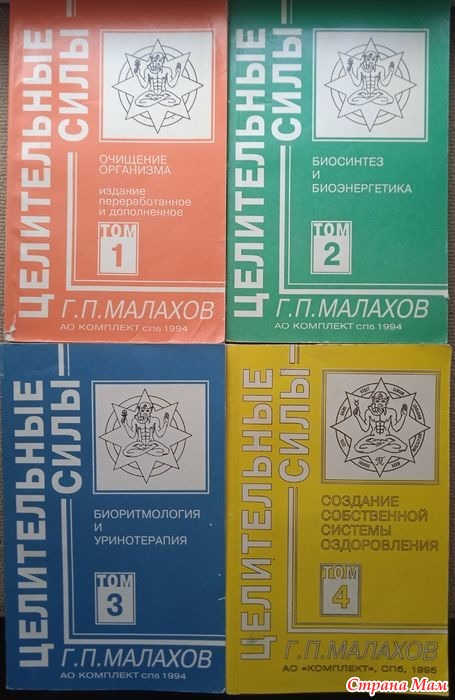 ЦЕЛИТЕЛЬНЫЕ
СИЛЫ
ОЧИЩЕНИЕ
ОРГАНИЗМА
издание
переработанное
и дополненное
ТОМ
1
Г.П.МАЛАХОВ
АО КОМПЛЕКТ СПб 1994
ЦЕЛИТЕЛЬНЫЕ
СИЛЫ
БИОСИНТЕЗ
И
БИОЭНЕРГЕТИКА
ТОМ
2
Г.П.МАЛАХОВ
АО КОМПЛЕКТ СПб 1994
ЦЕЛИТЕЛЬНЫЕ
СИЛЫ
БИОРИТМОЛОГИЯ
И
УРИНОТЕРАПИЯ
ТОМ
3
Г.П.МАЛАХОВ
АО КОМПЛЕКТ СПб 1994
ЦЕЛИТЕЛЬНЫЕ
СИЛЫ
СОЗДАНИЕ
СОБСТВЕННОЙ
СИСТЕМЫ
ОЗДОРОВЛЕНИЯ
ТОМ
4
Г.П.МАЛАХОВ
АО «КОМПЛЕКТ», СПб, 1995
Страна Мам